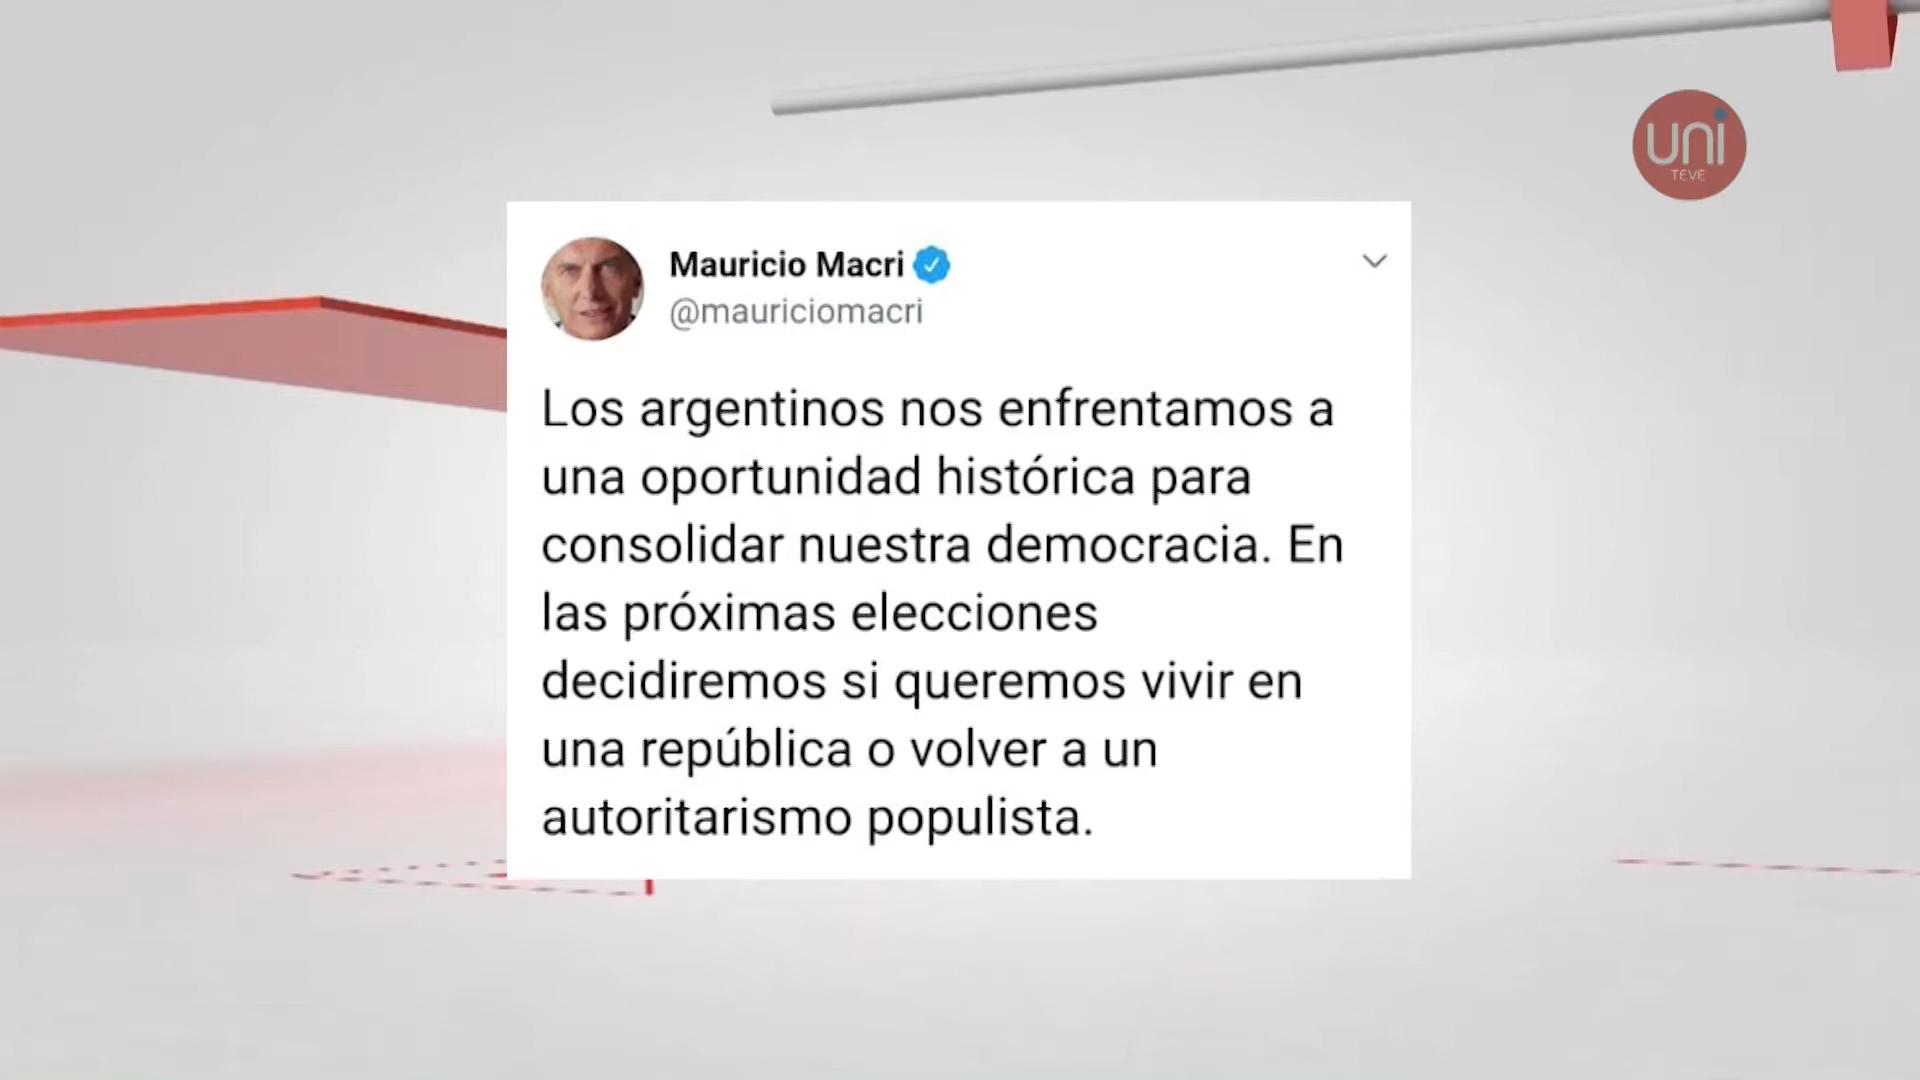 uni
TEVE
Mauricio Macri
@mauriciomacri
Los argentinos nos enfrentamos a
una oportunidad histórica para
consolidar nuestra democracia. En
las próximas elecciones
decidiremos si queremos vivir en
una república o volver a un
autoritarismo populista.